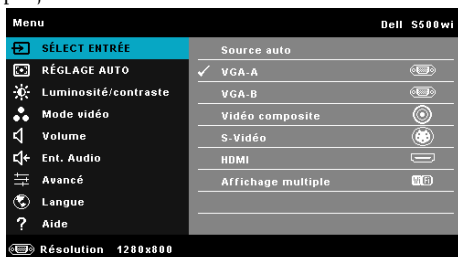 Menu Dell S500wi
SÉLECT ENTRÉE Source auto
RÉGLAGE AUTO VGA-A
Luminosité/contraste VGA-B
Mode vidéo Vidéo composite
Volume S-Vidéo
Ent. Audio HDMI
Avancé Affichage multiple WiFi
Langue
? Aide
Résolution 1280x800